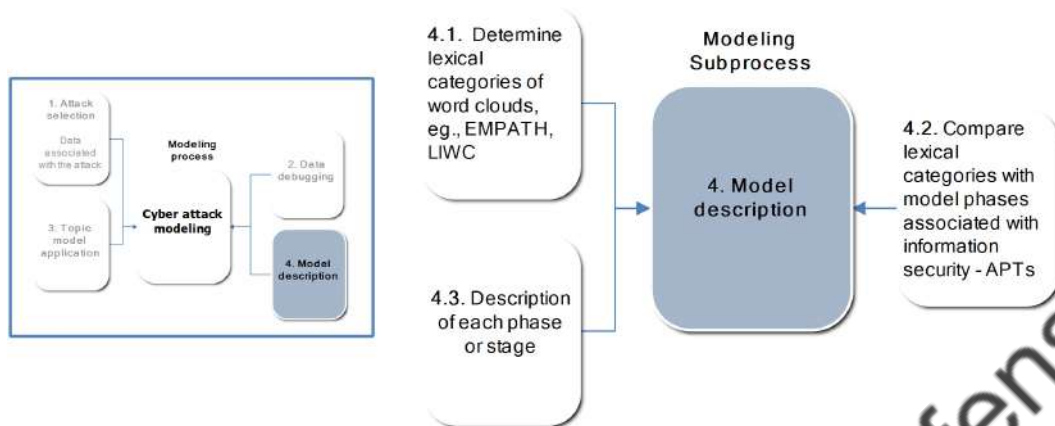 1. Attack
selection
Data
associated
with the attack
3. Topic
model
application
Modeling
process
Cyber attack
modeling
2. Data
debugging
4. Model
description
4.1. Determine
lexical
categories of
word clouds,
eg., EMPATH,
LIWC
4.3. Description
of each phase
or stage
Modeling
Subprocess
4. Model
description
4.2. Compare
lexical
categories with
model phases
associated with
information
security - APTs